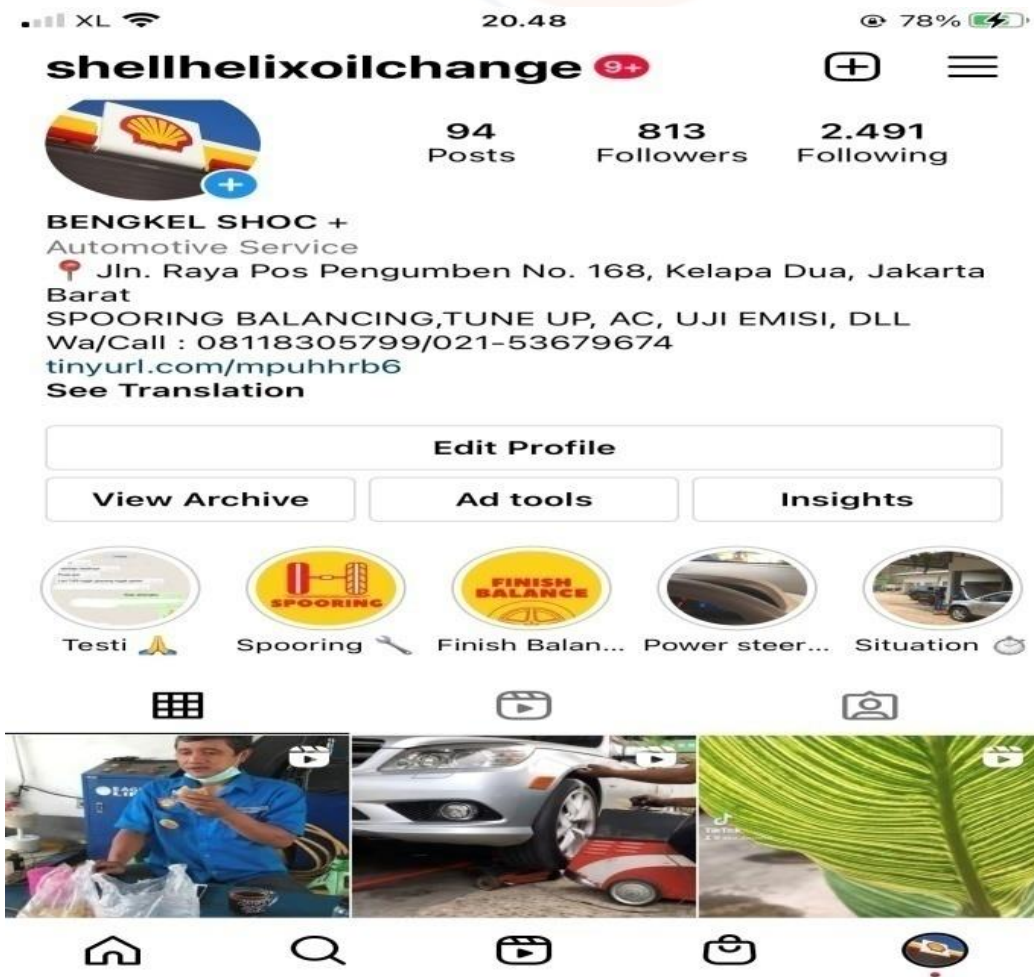 XL 20.48 78%
shellhelixoilchange 9+
94 813 2.491
Posts Followers Following
BENGKEL SHOC +
Automotive Service
Jln. Raya Pos Pengumben No. 168, Kelapa Dua, Jakarta
Barat
SPOORING BALANCING,TUNE UP, AC, UJI EMISI, DLL
Wa/Call : 08118305799/021-53679674
tinyurl.com/mpuhhrb6
See Translation
Edit Profile
View Archive Ad tools Insights
SPOORING
FINISH
BALANCE
Testi 🙏 Spooring 🔧 Finish Balan... Power steer... Situation ⏱
TikTok